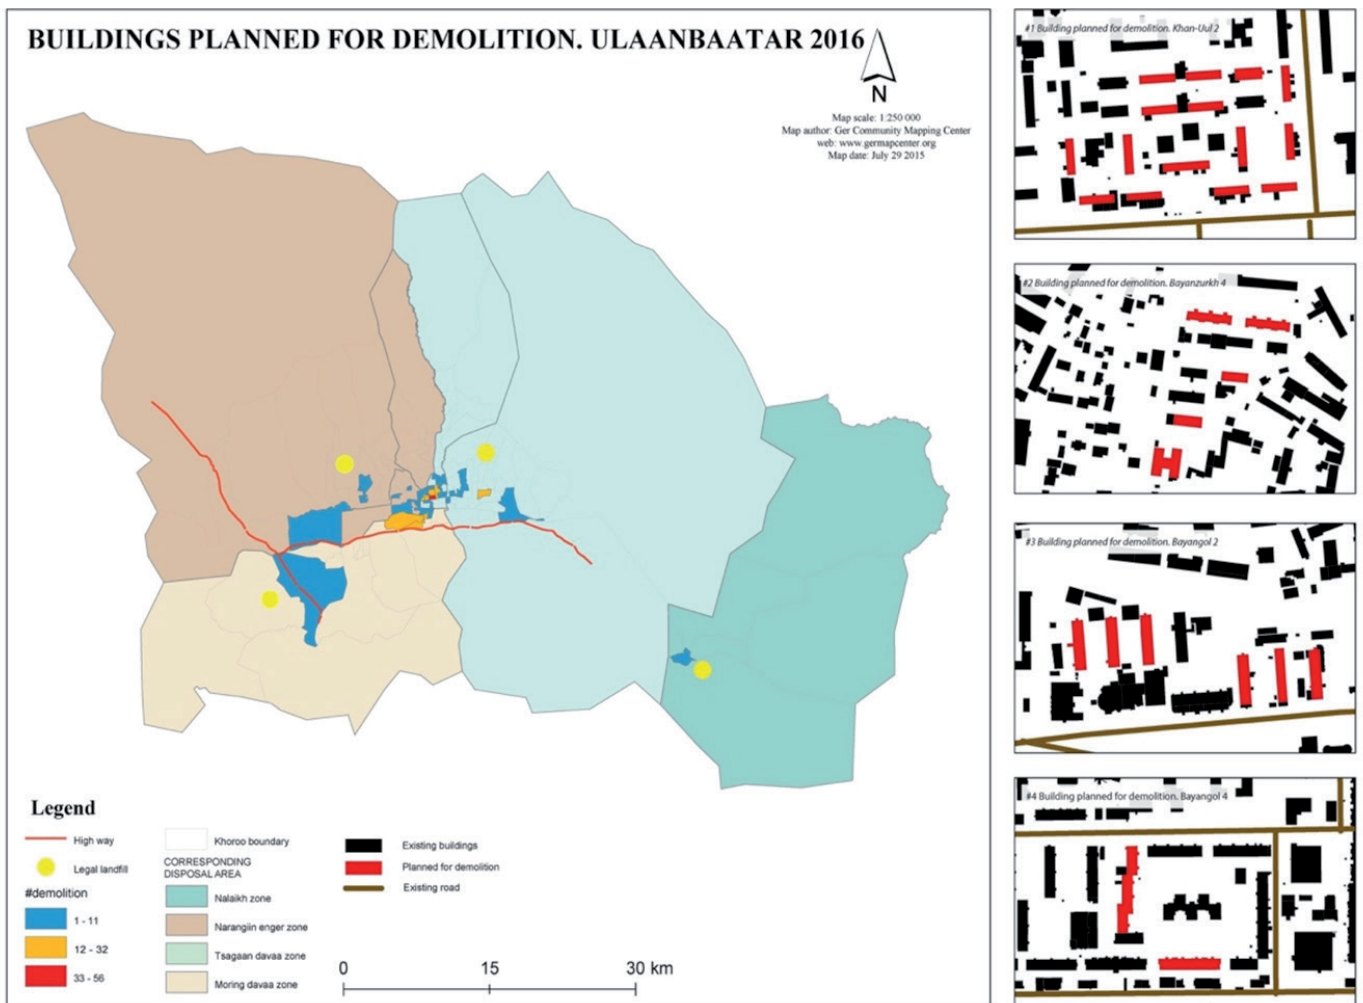 BUILDINGS PLANNED FOR DEMOLITION. ULAANBAATAR 2016
N
Map scale: 1:250 000
Map author: Ger Community Mapping Center
web: www.germapcenter.org
Map date: July 29 2015
Legend
High way
Legal landfill
#demolition
1 - 11
12 - 32
33 - 56
Khoroo boundary
CORRESPONDING
DISPOSAL AREA
Nalaikh zone
Narangiin enger zone
Tsagaan davaa zone
Moring davaa zone
Existing buildings
Planned for demolition
Existing road
0 15 30 km
#1 Building planned for demolition. Khan-Uul 2
#2 Building planned for demolition. Bayanzurkh 4
#3 Building planned for demolition. Bayangol 2
#4 Building planned for demolition. Bayangol 4